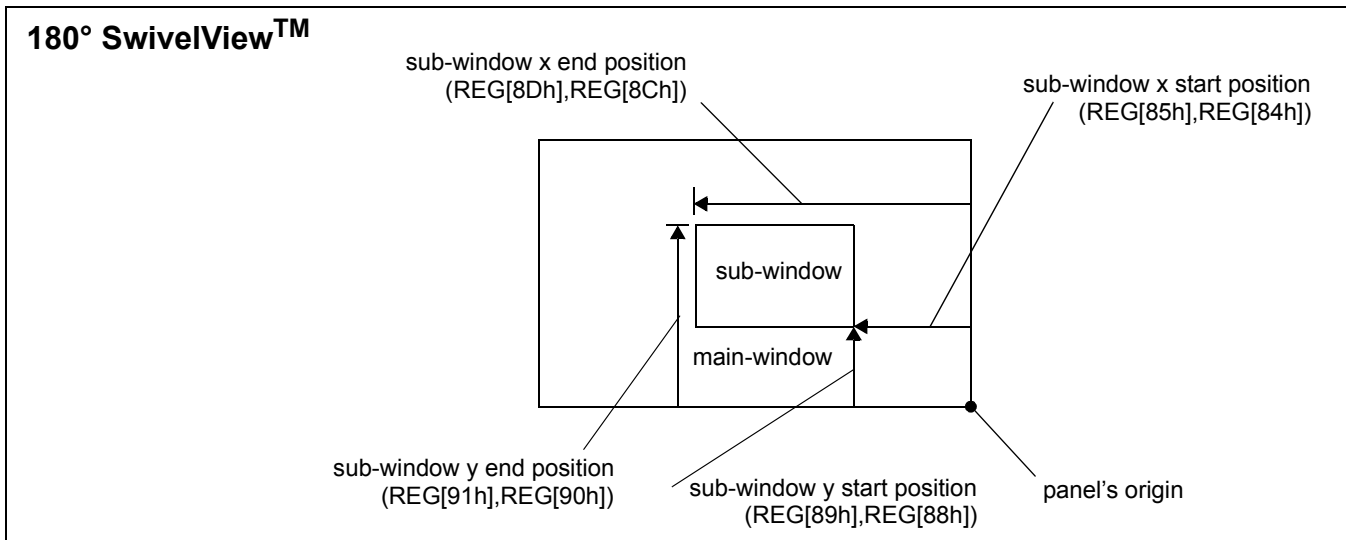 180° SwivelView™
sub-window x end position
(REG[8Dh],REG[8Ch])
sub-window x start position
(REG[85h],REG[84h])
sub-window
main-window
sub-window y end position
(REG[91h],REG[90h])
sub-window y start position
(REG[89h],REG[88h])
panel's origin